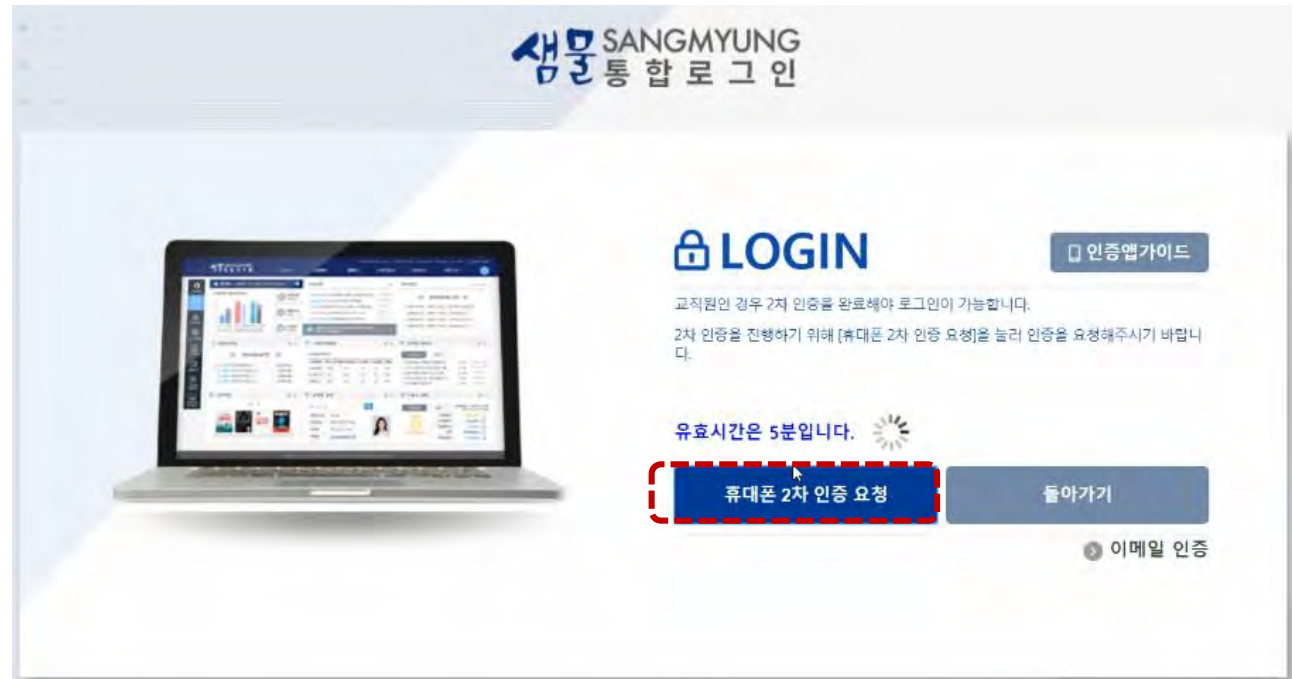 샘물 SANGMYUNG
통합로그인
LOGIN
인증앱가이드
교직원인 경우 2차 인증을 완료해야 로그인이 가능합니다.
2차 인증을 진행하기 위해 [휴대폰 2차 인증 요청]을 눌러 인증을 요청해주시기 바랍니
다.
유효시간은 5분입니다.
휴대폰 2차 인증 요청
돌아가기
이메일 인증